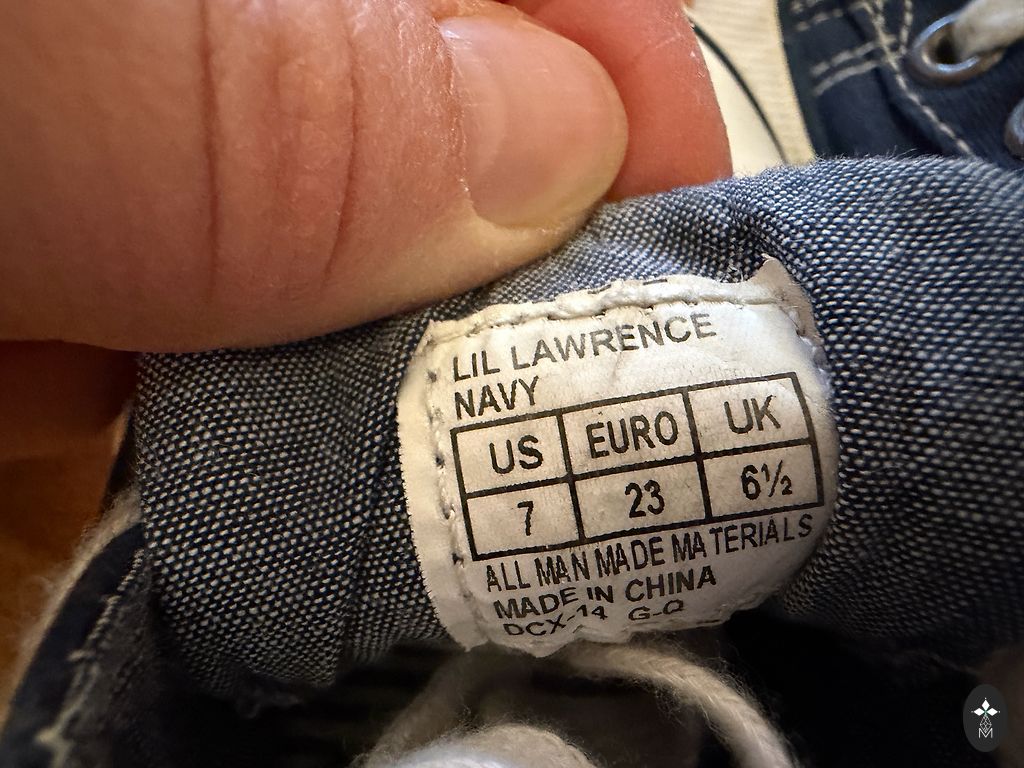 LIL LAWRENCE
NAVY
US EURO UK
7 23 6½
ALL MAN MADE MATERIALS
MADE IN CHINA
DCX-14 G-Q
M